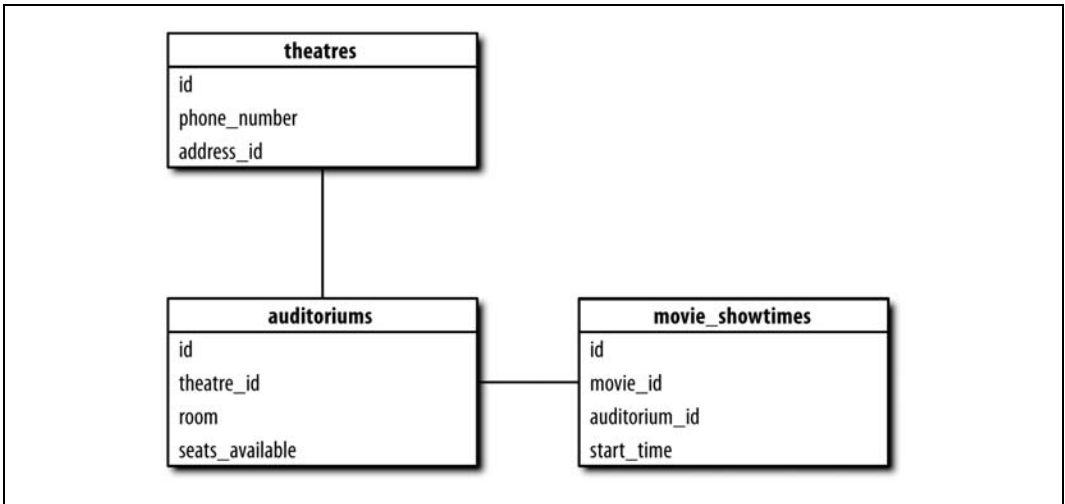 theatres
id
phone_number
address_id
auditoriums
id
theatre_id
room
seats_available
movie_showtimes
id
movie_id
auditorium_id
start_time